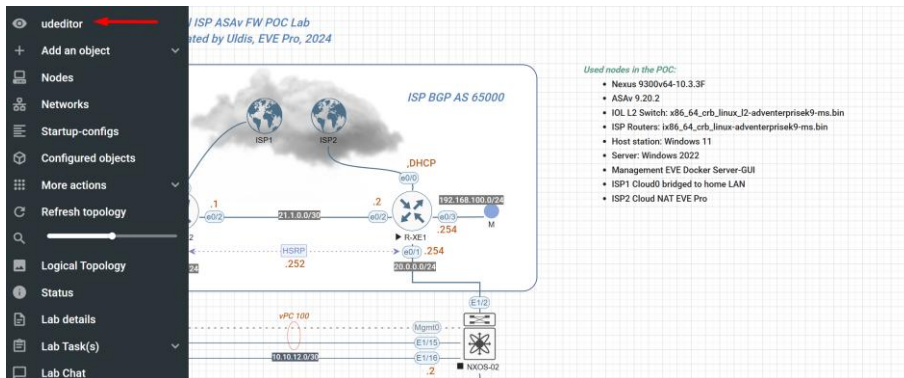 udeditor
Add an object
Nodes
Networks
Startup-configs
Configured objects
More actions
Refresh topology
Logical Topology
Status
Lab details
Lab Task(s)
Lab Chat
ISP ASAv FW POC Lab
ated by Uldis, EVE Pro, 2024
ISP BGP AS 65000
ISP1
ISP2
,DHCP
e0/0
.1
e0/2
21.1.0.0/30
.2
e0/2
e0/3
192.168.100.0/24
.254
M
R-XE1
2
HSRP
.252
e0/1
.254
24
20.0.0.0/24
E1/2
vPC 100
Mgmt0
E1/15
10.10.12.0/30
E1/16
.2
NXOS-02
Used nodes in the POC:
• Nexus 9300v64-10.3.3F
• ASAv 9.20.2
• IOL L2 Switch: x86_64_crb_linux_l2-adventerprisek9-ms.bin
• ISP Routers: ix86_64_crb_linux-adventerprisek9-ms.bin
• Host station: Windows 11
• Server: Windows 2022
• Management EVE Docker Server-GUI
• ISP1 Cloud0 bridged to home LAN
• ISP2 Cloud NAT EVE Pro